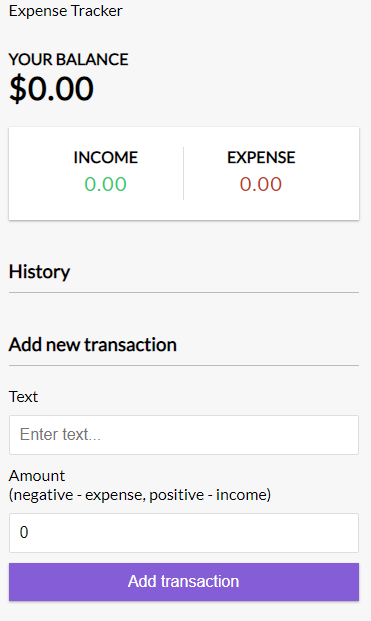 Expense Tracker
YOUR BALANCE
$0.00
INCOME EXPENSE
0.00 0.00
History
Add new transaction
Text
Enter text...
Amount
(negative - expense, positive - income)
0
Add transaction